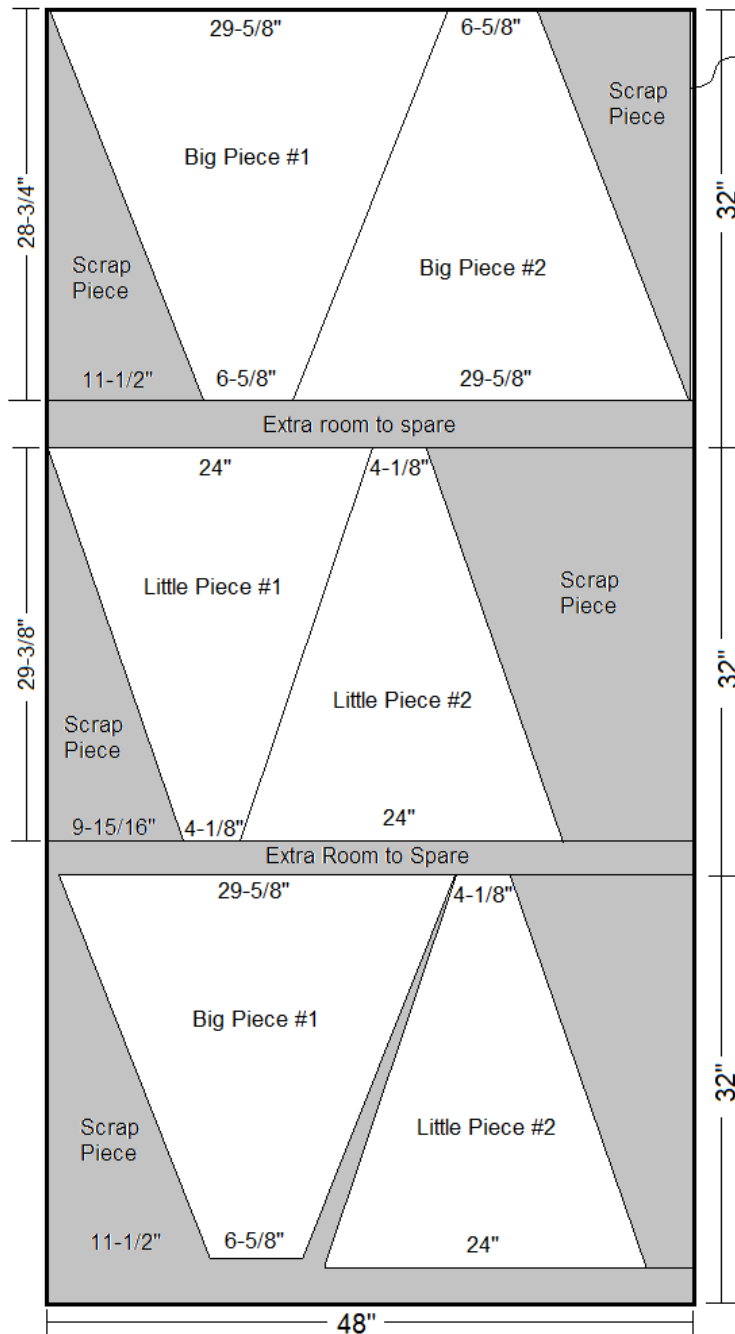 29-5/8"
6-5/8"
Scrap
Piece
Big Piece #1
28-3/4"
32"
Scrap
Piece
Big Piece #2
11-1/2"
6-5/8"
29-5/8"
Extra room to spare
24"
4-1/8"
Little Piece #1
Scrap
Piece
29-3/8"
32"
Little Piece #2
Scrap
Piece
9-15/16"
4-1/8"
24"
Extra Room to Spare
29-5/8"
4-1/8"
Big Piece #1
32"
Scrap
Piece
Little Piece #2
11-1/2"
6-5/8"
24"
48"